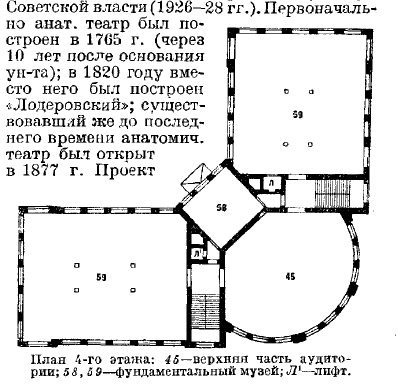 Советской власти (1926—28 гг.). Первоначаль-
но анат. театр был по-
строен в 1765 г. (через
10 лет после основания
ун-та); в 1820 году вме-
сто него был построен
«Лодеровский»; сущест-
вовавший же до послед-
него времени анатомич.
театр был открыт
в 1877 г. Проект
59
Л
58
Л'
59
45
План 4-го этажа: 45—верхняя часть аудито-
рии; 58, 59—фундаментальный музей; Л'—лифт.